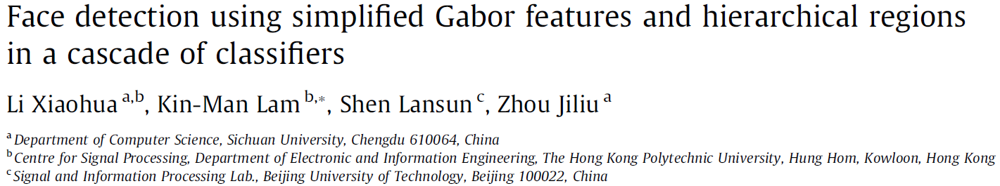 Face detection using simplified Gabor features and hierarchical regions
in a cascade of classifiers
Li Xiaohua a,b, Kin-Man Lam b,*, Shen Lansun c, Zhou Jiliu a
a Department of Computer Science, Sichuan University, Chengdu 610064, China
b Centre for Signal Processing, Department of Electronic and Information Engineering, The Hong Kong Polytechnic University, Hung Hom, Kowloon, Hong Kong
c Signal and Information Processing Lab., Beijing University of Technology, Beijing 100022, China